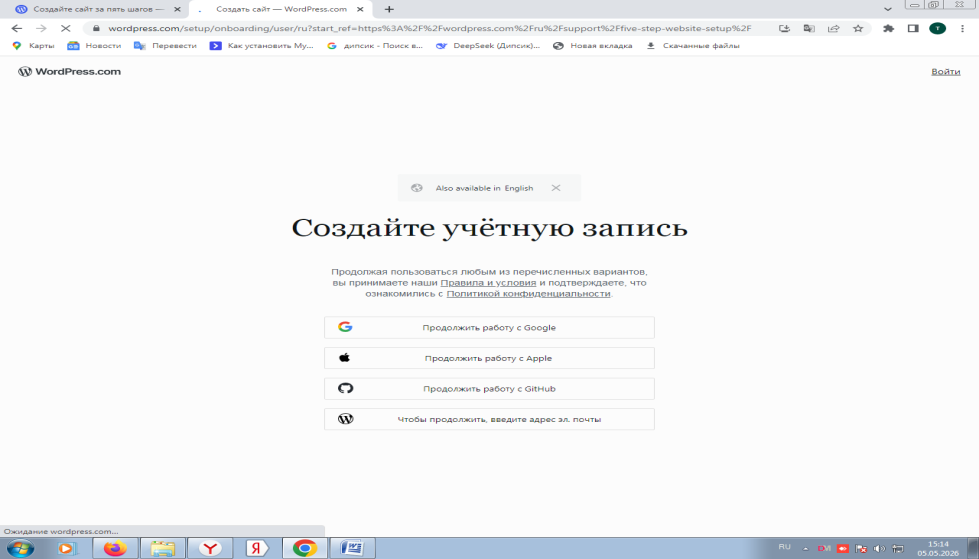 Создайте сайт за пять шагов —
Создать сайт — WordPress.com
wordpress.com/setup/onboarding/user/ru?start_ref=https%3A%2F%2Fwordpress.com%2Fru%2Fsupport%2Ffive-step-website-setup%2F
Карты
Новости
Перевести
Как установить Му...
дипсик - Поиск в...
DeepSeek (Дипсик)...
Новая вкладка
Скачанные файлы
WordPress.com
Войти
Also available in English
Создайте учётную запись
Продолжая пользоваться любым из перечисленных вариантов,
вы принимаете наши Правила и условия и подтверждаете, что
ознакомились с Политикой конфиденциальности.
Продолжить работу с Google
Продолжить работу с Apple
Продолжить работу с GitHub
Чтобы продолжить, введите адрес эл. почты
Ожидание wordpress.com...
RU
15:14
05.05.2026